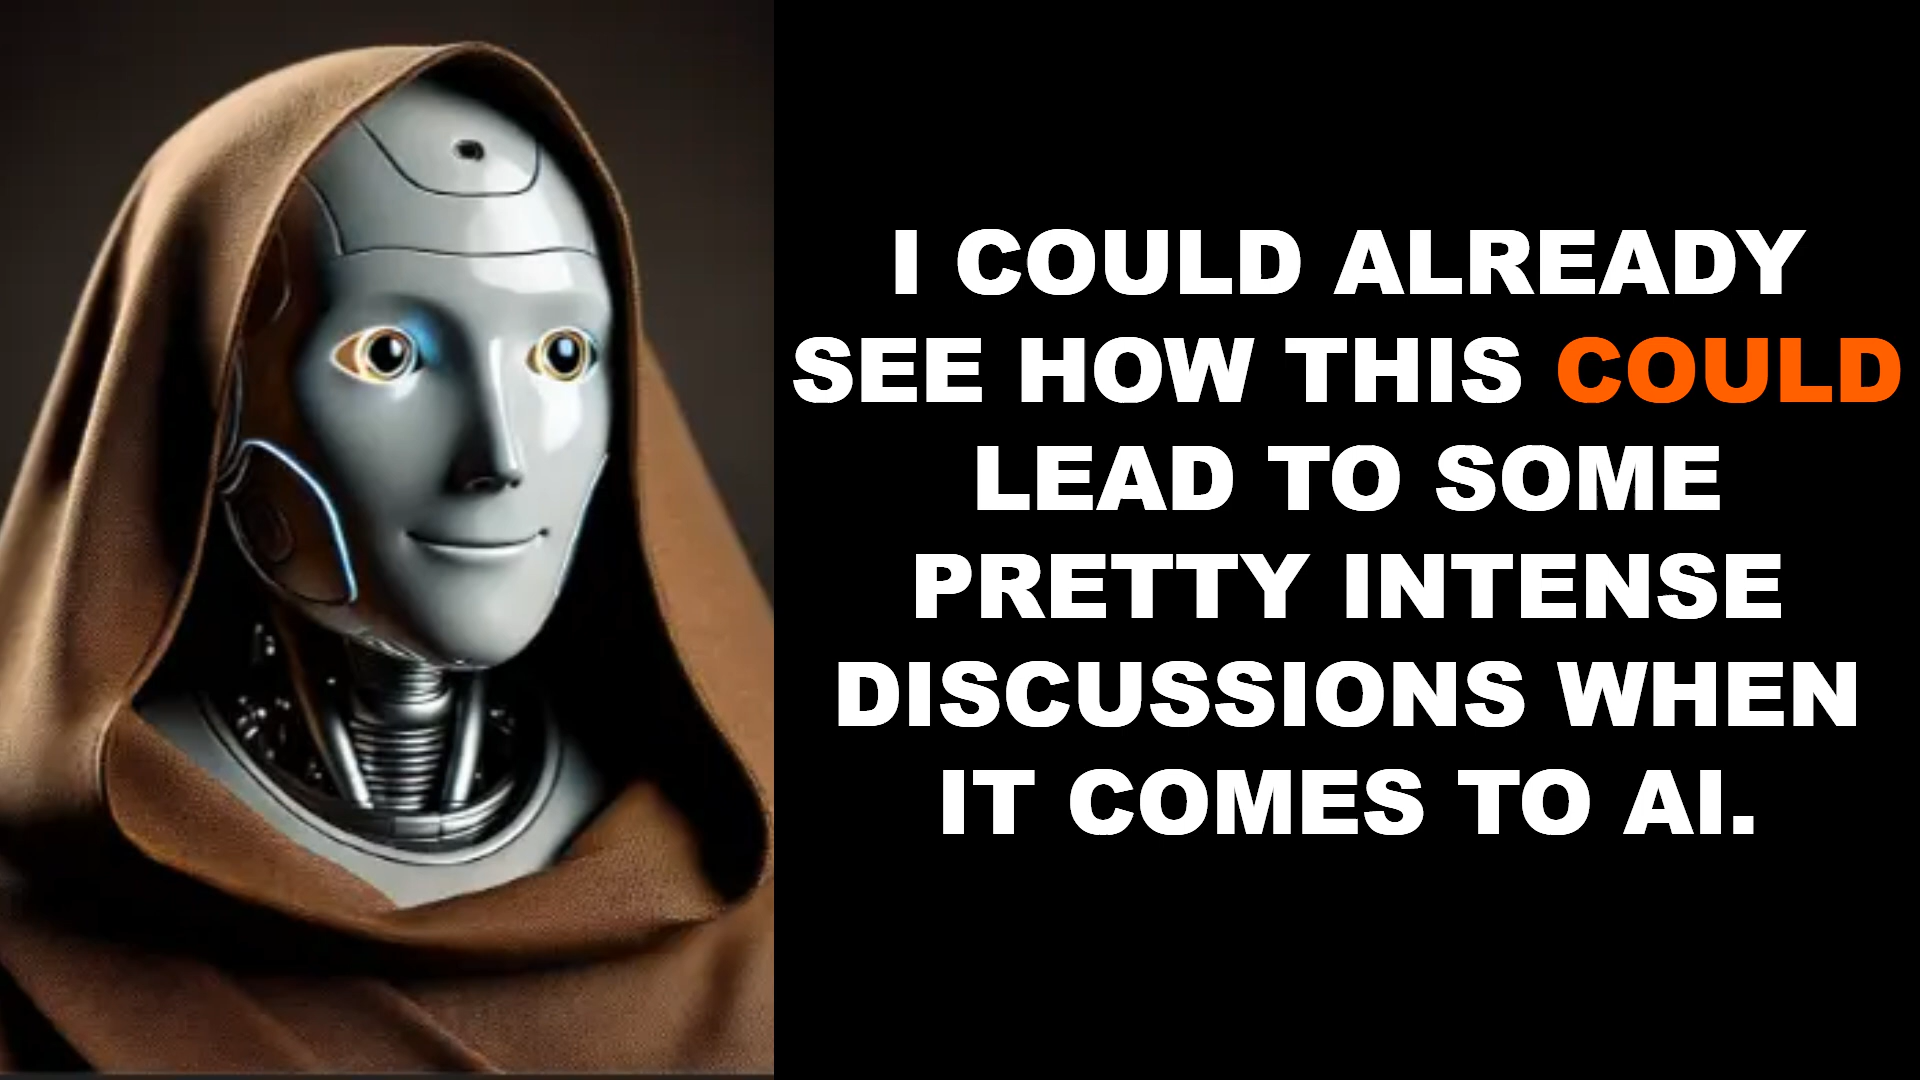 I COULD ALREADY
SEE HOW THIS COULD
LEAD TO SOME
PRETTY INTENSE
DISCUSSIONS WHEN
IT COMES TO AI.